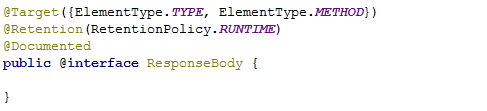 @Target({ElementType.TYPE, ElementType.METHOD})
@Retention(RetentionPolicy.RUNTIME)
@Documented
public @interface ResponseBody {
}